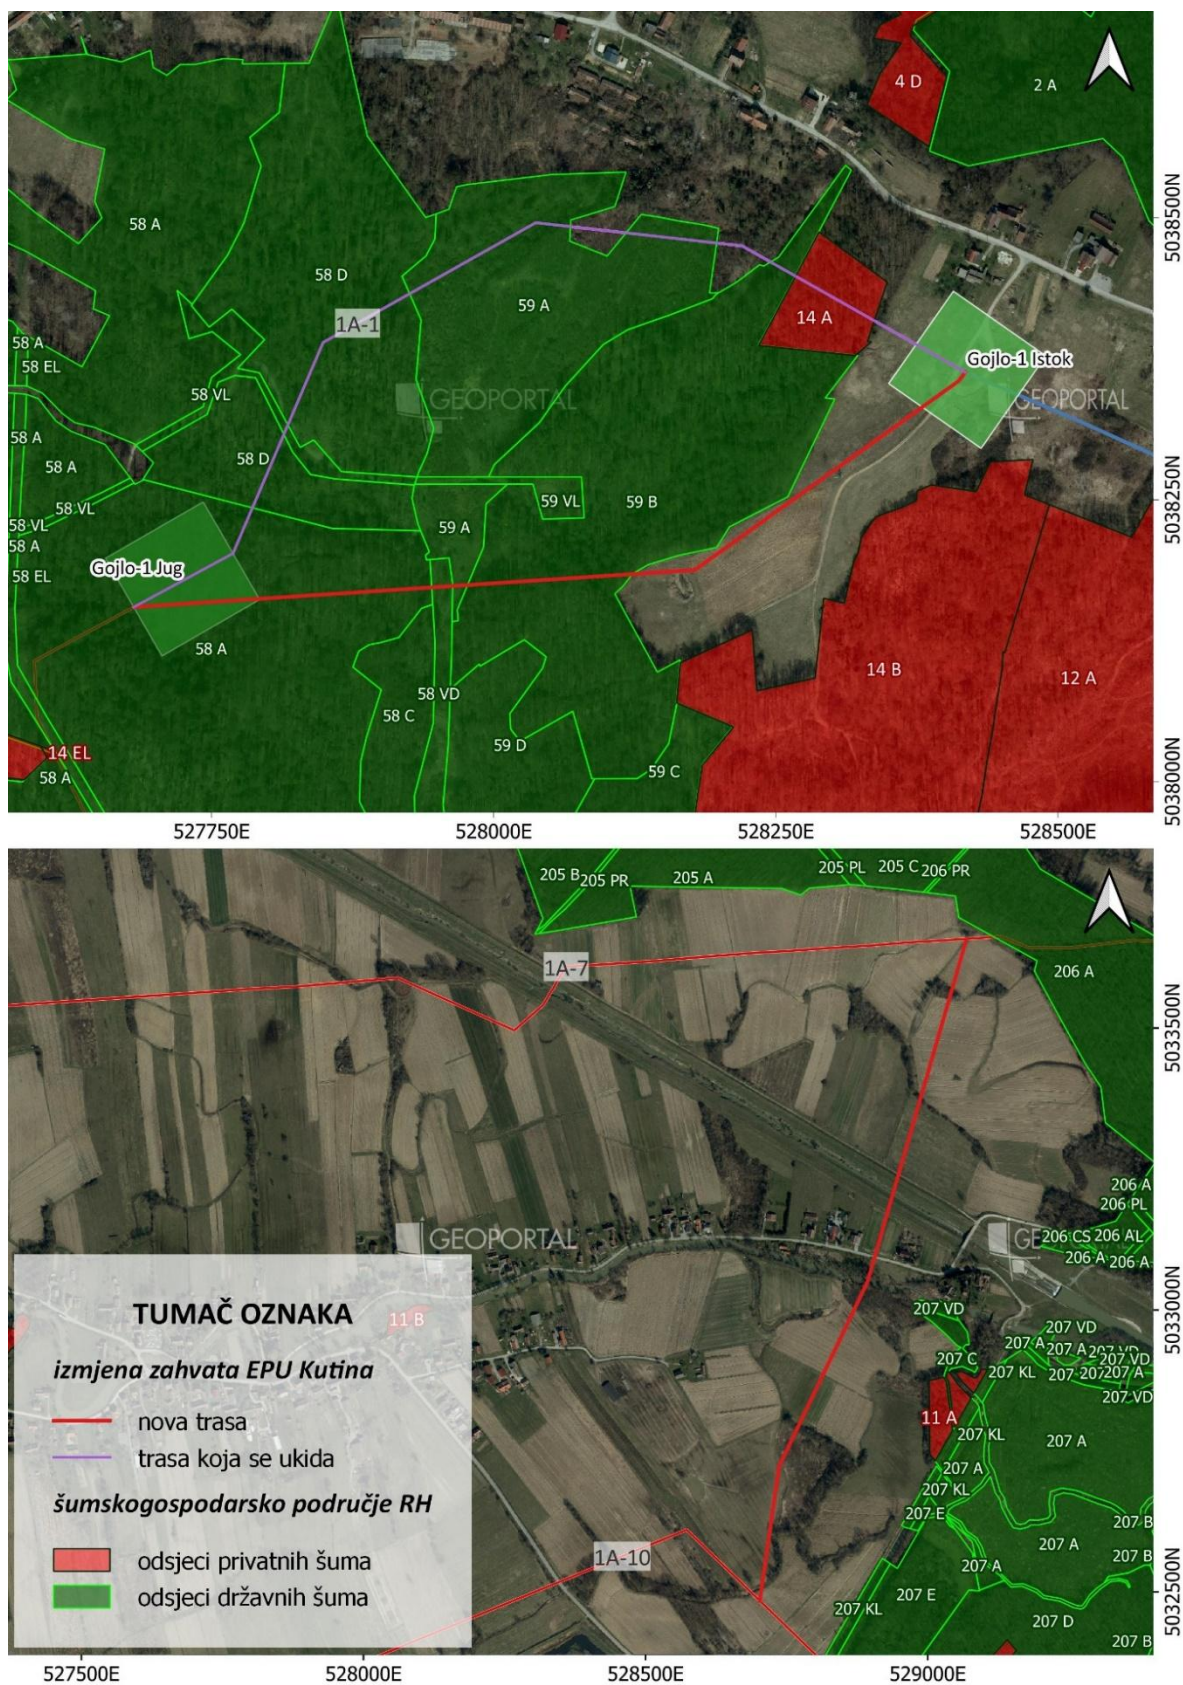 4 D
2 A
5038500N
58 A
58 D
59 A
1A-1
14 A
58 A
58 EL
Gojlo-1 Istok
58 VL
GEOPORTAL
GEOPORTAL
58 A
58 A
58 D
5038250N
58 VL
59 VL
59 B
58 VL
59 A
58 A
Gojlo-1 Jug
58 EL
58 A
14 B
12 A
58 VD
58 C
59 D
14 EL
59 C
58 A
5038000N
527750E
528000E
528250E
528500E
205 B
205 PR
205 A
205 PL
205 C
206 PR
1A-7
206 A
5033500N
206 A
206 PL
GEOPORTAL
GE
206 CS
206 AL
206 A
206 A
TUMAČ OZNAKA
11 B
207 VD
5033000N
207 VD
207 A
207 A
207 VD
207 VD
izmjena zahvata EPU Kutina
207 C
207 KL
207
207 A
207 VD
nova trasa
11 A
207 KL
207 A
trasa koja se ukida
207 A
207 KL
šumskogospodarsko područje RH
207 E
207 B
207 A
odsjeci privatnih šuma
1A-10
207 A
207 B
odsjeci državnih šuma
207 E
207 KL
207 D
5032500N
207 B
527500E
528000E
528500E
529000E